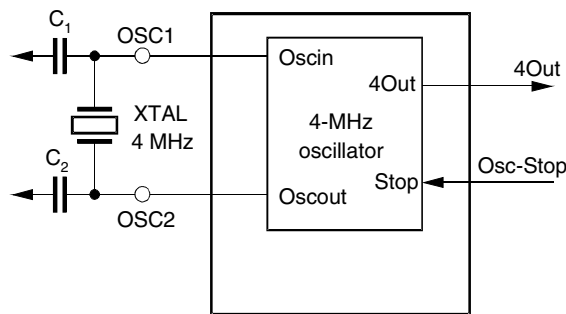 C1
OSC1
Oscin
4Out
4Out
XTAL
4 MHz
4-MHz
oscillator
C2
Stop
Osc-Stop
Oscout
OSC2